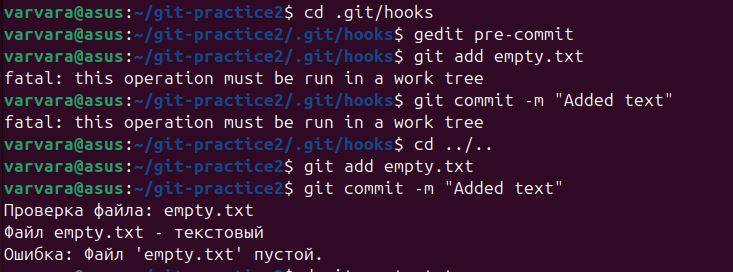 varvara@asus:~/git-practice2$ cd .git/hooks
varvara@asus:~/git-practice2/.git/hooks$ gedit pre-commit
varvara@asus:~/git-practice2/.git/hooks$ git add empty.txt
fatal: this operation must be run in a work tree
varvara@asus:~/git-practice2/.git/hooks$ git commit -m "Added text"
fatal: this operation must be run in a work tree
varvara@asus:~/git-practice2/.git/hooks$ cd ../..
varvara@asus:~/git-practice2$ git add empty.txt
varvara@asus:~/git-practice2$ git commit -m "Added text"
Проверка файла: empty.txt
Файл empty.txt - текстовый
Ошибка: Файл 'empty.txt' пустой.